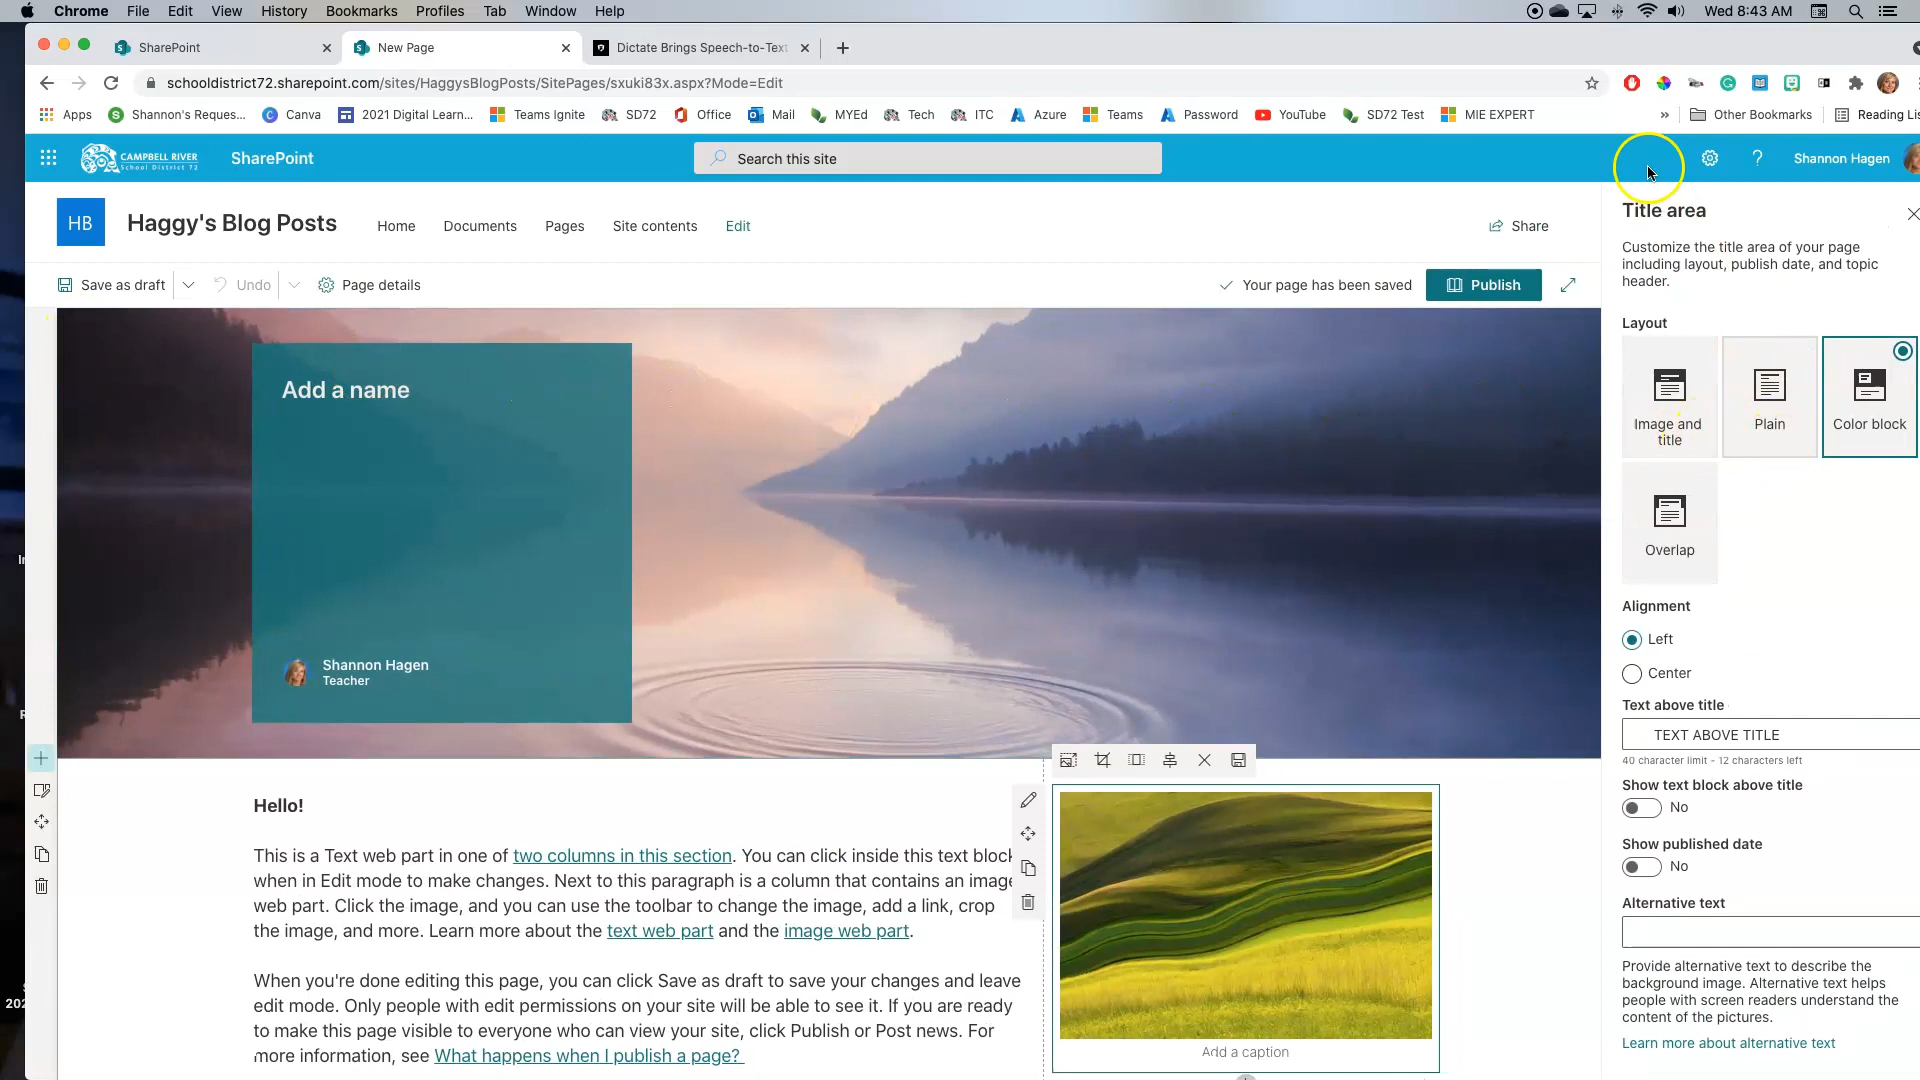 Chrome File Edit View History Bookmarks Profiles Tab Window Help Wed 8:43 AM
SharePoint New Page Dictate Brings Speech-to-Text
schooldistrict72.sharepoint.com/sites/HaggysBlogPosts/SitePages/sxuki83x.aspx?Mode=Edit
Apps Shannon's Reques... Canva 2021 Digital Learn... Teams Ignite SD72 Office Mail MYEd Tech ITC Azure Teams Password YouTube SD72 Test MIE EXPERT » Other Bookmarks Reading Lis
CAMPBELL RIVER
School District 72
SharePoint
Search this site
? Shannon Hagen
HB Haggy's Blog Posts Home Documents Pages Site contents Edit Share
Save as draft Undo Page details Your page has been saved Publish
Add a name
Shannon Hagen
Teacher
Hello!
This is a Text web part in one of two columns in this section. You can click inside this text block
when in Edit mode to make changes. Next to this paragraph is a column that contains an image
web part. Click the image, and you can use the toolbar to change the image, add a link, crop
the image, and more. Learn more about the text web part and the image web part.
When you're done editing this page, you can click Save as draft to save your changes and leave
edit mode. Only people with edit permissions on your site will be able to see it. If you are ready
to make this page visible to everyone who can view your site, click Publish or Post news. For
more information, see What happens when I publish a page?
Add a caption
Title area
Customize the title area of your page
including layout, publish date, and topic
header.
Layout
Image and
title
Plain
Color block
Overlap
Alignment
Left
Center
Text above title
TEXT ABOVE TITLE
40 character limit - 12 characters left
Show text block above title
No
Show published date
No
Alternative text
Provide alternative text to describe the
background image. Alternative text helps
people with screen readers understand the
content of the pictures.
Learn more about alternative text